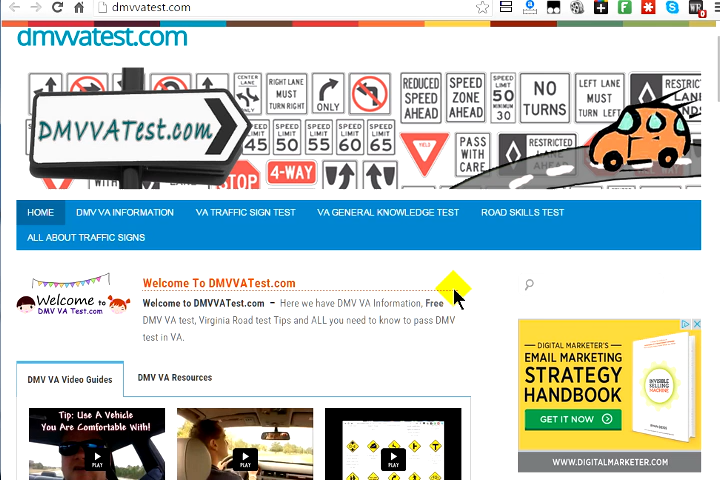 dmvvatest.com
dmvvatest.com
DMVVATest.com
CENTER LANE
RIGHT LANE MUST TURN RIGHT
ONLY
REDUCED SPEED AHEAD
SPEED ZONE AHEAD
SPEED LIMIT 50 MINIMUM 30
NO TURNS
LEFT LANE MUST TURN LEFT
RESTRICTED LANE
45
SPEED LIMIT 50
SPEED LIMIT 55
SPEED LIMIT 60
SPEED LIMIT 65
YIELD
PASS WITH CARE
RESTRICTED
STOP
4-WAY
HOME DMV VA INFORMATION VA TRAFFIC SIGN TEST VA GENERAL KNOWLEDGE TEST ROAD SKILLS TEST
ALL ABOUT TRAFFIC SIGNS
Welcome to
DMV VA Test.com
Welcome To DMVVATest.com
Welcome to DMVVATest.com – Here we have DMV VA Information, Free
DMV VA test, Virginia Road test Tips and ALL you need to know to pass DMV
test in VA.
DMV VA Video Guides DMV VA Resources
Tip: Use A Vehicle
You Are Comfortable With!
PLAY
PLAY
PLAY
DIGITAL MARKETER'S
EMAIL MARKETING
STRATEGY
HANDBOOK
GET IT NOW
INVISIBLE SELLING MACHINE
WWW.DIGITALMARKETER.COM